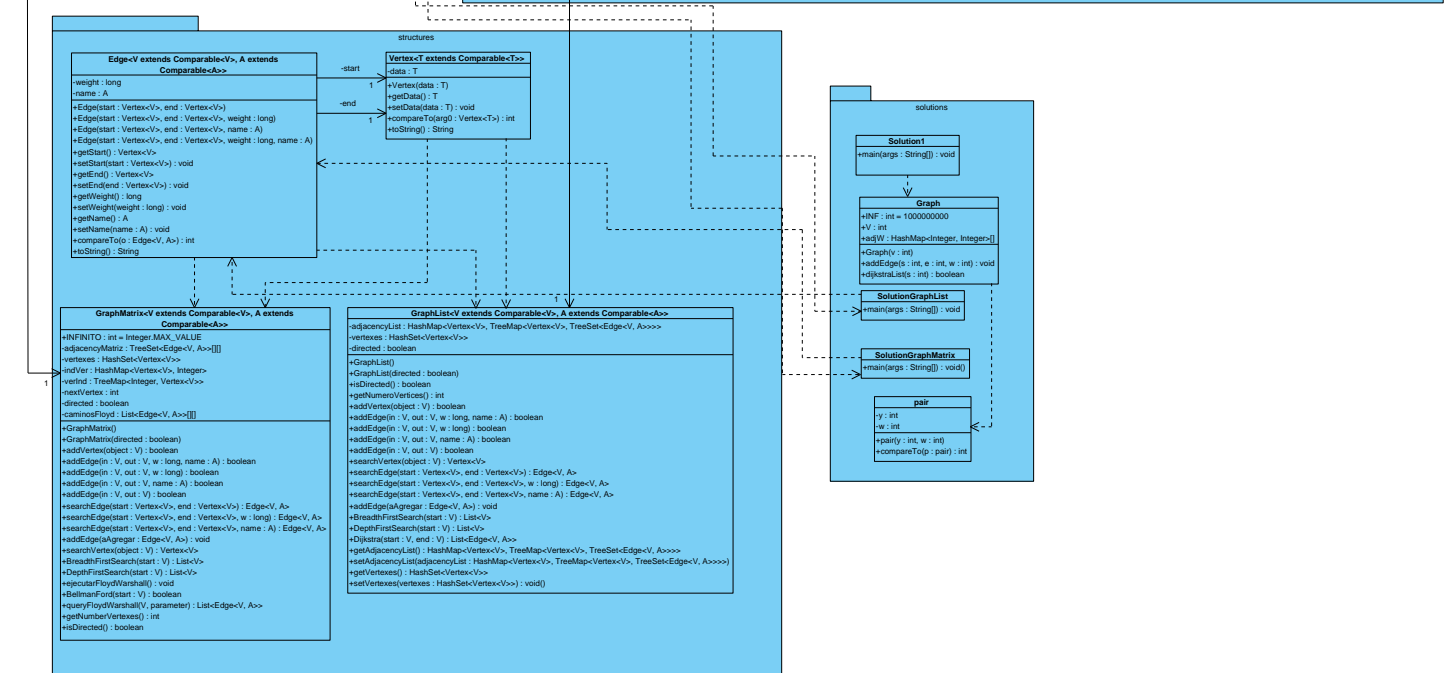 structures
Edge<V extends Comparable<V>, A extends
Comparable<A>>
-weight : long
-name : A
+Edge(start : Vertex<V>, end : Vertex<V>)
+Edge(start : Vertex<V>, end : Vertex<V>, weight : long)
+Edge(start : Vertex<V>, end : Vertex<V>, name : A)
+Edge(start : Vertex<V>, end : Vertex<V>, weight : long, name : A)
+getStart() : Vertex<V>
+setStart(start : Vertex<V>) : void
+getEnd() : Vertex<V>
+setEnd(end : Vertex<V>) : void
+getWeight() : long
+setWeight(weight : long) : void
+getName() : A
+setName(name : A) : void
+compareTo(o : Edge<V, A>) : int
+toString() : String
-start
1
-end
1
Vertex<T extends Comparable<T>>
-data : T
+Vertex(data : T)
+getData() : T
+setData(data : T) : void
+compareTo(arg0 : Vertex<T>) : int
+toString() : String
1
GraphMatrix<V extends Comparable<V>, A extends
Comparable<A>>
+INFINITO : int = Integer.MAX_VALUE
-adjacencyMatriz : TreeSet<Edge<V, A>>[][]
-vertexes : HashSet<Vertex<V>>
-indVer : HashMap<Vertex<V>, Integer>
-verInd : TreeMap<Integer, Vertex<V>>
-nextVertex : int
-directed : boolean
-caminosFloyd : List<Edge<V, A>>[][]
+GraphMatrix()
+GraphMatrix(directed : boolean)
+addVertex(object : V) : boolean
+addEdge(in : V, out : V, w : long, name : A) : boolean
+addEdge(in : V, out : V, w : long) : boolean
+addEdge(in : V, out : V, name : A) : boolean
+addEdge(in : V, out : V) : boolean
+searchEdge(start : Vertex<V>, end : Vertex<V>) : Edge<V, A>
+searchEdge(start : Vertex<V>, end : Vertex<V>, w : long) : Edge<V, A>
+searchEdge(start : Vertex<V>, end : Vertex<V>, name : A) : Edge<V, A>
+addEdge(aAgregar : Edge<V, A>) : void
+searchVertex(object : V) : Vertex<V>
+BreadthFirstSearch(start : V) : List<V>
+DepthFirstSearch(start : V) : List<V>
+ejecutarFloydWarshall() : void
+BellmanFord(start : V) : boolean
+queryFloydWarshall(V, parameter) : List<Edge<V, A>>
+getNumberVertexes() : int
+isDirected() : boolean
1
GraphList<V extends Comparable<V>, A extends Comparable<A>>
-adjacencyList : HashMap<Vertex<V>, TreeMap<Vertex<V>, TreeSet<Edge<V, A>>>>
-vertexes : HashSet<Vertex<V>>
-directed : boolean
+GraphList()
+GraphList(directed : boolean)
+isDirected() : boolean
+getNumeroVertices() : int
+addVertex(object : V) : boolean
+addEdge(in : V, out : V, w : long, name : A) : boolean
+addEdge(in : V, out : V, w : long) : boolean
+addEdge(in : V, out : V, name : A) : boolean
+addEdge(in : V, out : V) : boolean
+searchVertex(object : V) : Vertex<V>
+searchEdge(start : Vertex<V>, end : Vertex<V>) : Edge<V, A>
+searchEdge(start : Vertex<V>, end : Vertex<V>, w : long) : Edge<V, A>
+searchEdge(start : Vertex<V>, end : Vertex<V>, name : A) : Edge<V, A>
+addEdge(aAgregar : Edge<V, A>) : void
+BreadthFirstSearch(start : V) : List<V>
+DepthFirstSearch(start : V) : List<V>
+Dijkstra(start : V, end : V) : List<Edge<V, A>>
+getAdjacencyList() : HashMap<Vertex<V>, TreeMap<Vertex<V>, TreeSet<Edge<V, A>>>>
+setAdjacencyList(adjacencyList : HashMap<Vertex<V>, TreeMap<Vertex<V>, TreeSet<Edge<V, A>>>>)
+getVertexes() : HashSet<Vertex<V>>
+setVertexes(vertexes : HashSet<Vertex<V>>) : void()
solutions
Solution1
+main(args : String[]) : void
Graph
+INF : int = 1000000000
+V : int
+adjW : HashMap<Integer, Integer>[]
+Graph(v : int)
+addEdge(s : int, e : int, w : int) : void
+dijkstraList(s : int) : boolean
SolutionGraphList
+main(args : String[]) : void
SolutionGraphMatrix
+main(args : String[]) : void()
pair
-y : int
-w : int
+pair(y : int, w : int)
+compareTo(p : pair) : int